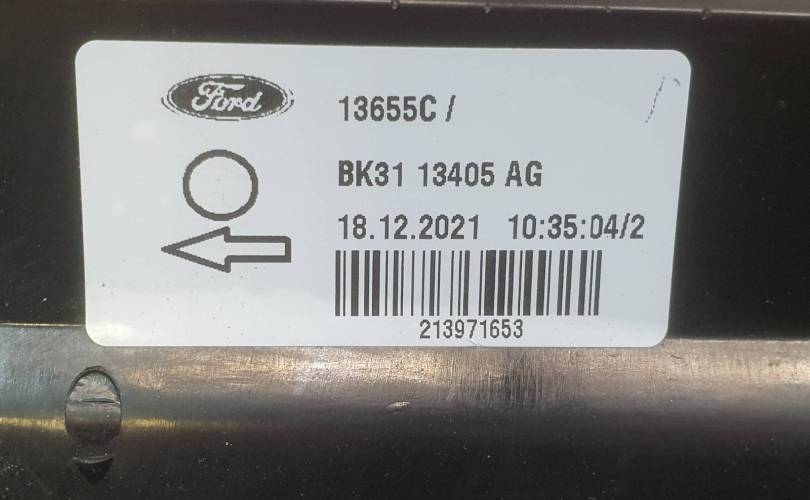 Ford
13655C /
BK31 13405 AG
18.12.2021 10:35:04/2
213971653